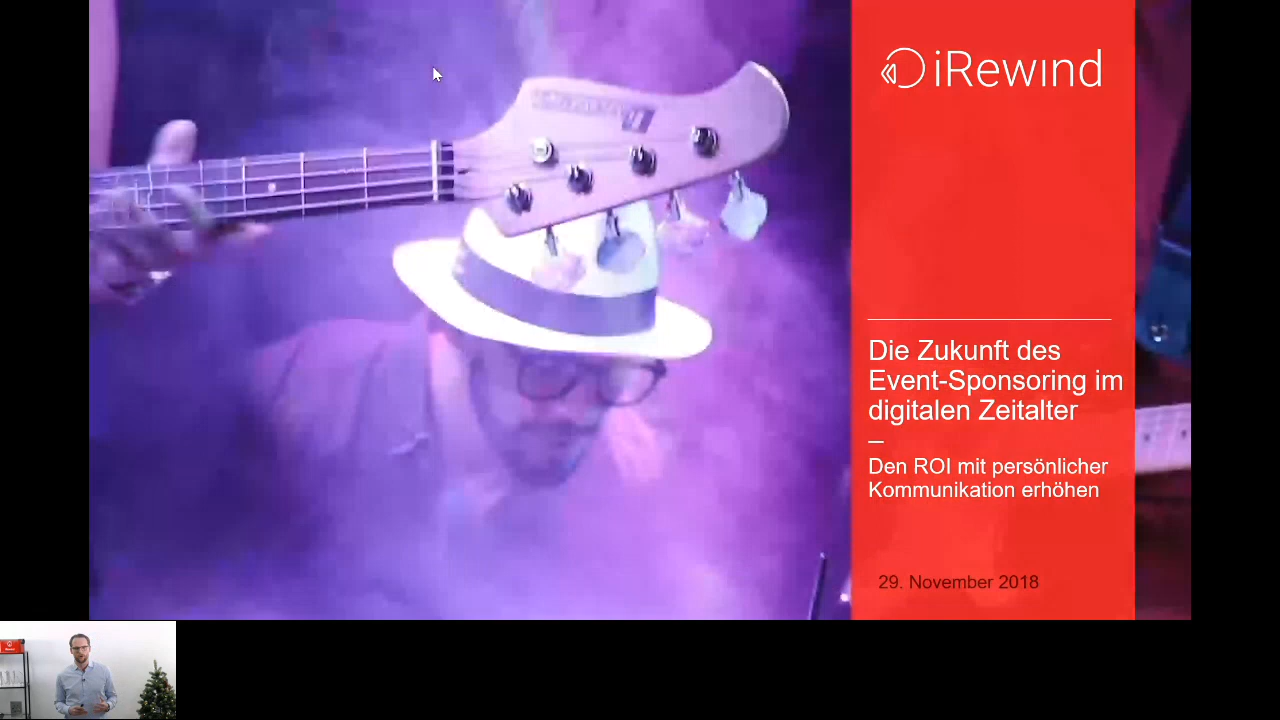 iRewind
Die Zukunft des
Event-Sponsoring im
digitalen Zeitalter
–
Den ROI mit persönlicher
Kommunikation erhöhen
29. November 2018